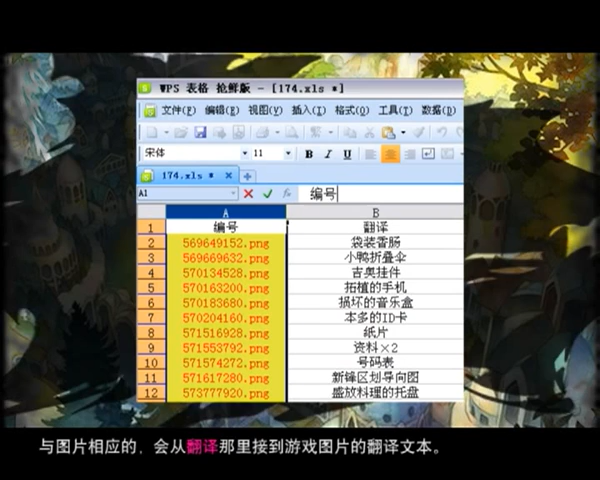 WPS 表格 抢鲜版 - [174.xls *]
文件(F) 编辑(E) 视图(V) 插入(I) 格式(O) 工具(T) 数据(D)
宋体 11 B I U
174.xls *
A1 编号
A B
1 编号 翻译
2 569649152.png 袋装香肠
3 569669632.png 小鸭折叠伞
4 570134528.png 吉奥挂件
5 570163200.png 拓植的手机
6 570183680.png 损坏的音乐盒
7 570204160.png 本多的ID卡
8 571516928.png 纸片
9 571553792.png 资料×2
10 571574272.png 号码表
11 571617280.png 新锋区划导向图
12 573777920.png 盛放料理的托盘
与图片相应的，会从翻译那里接到游戏图片的翻译文本。